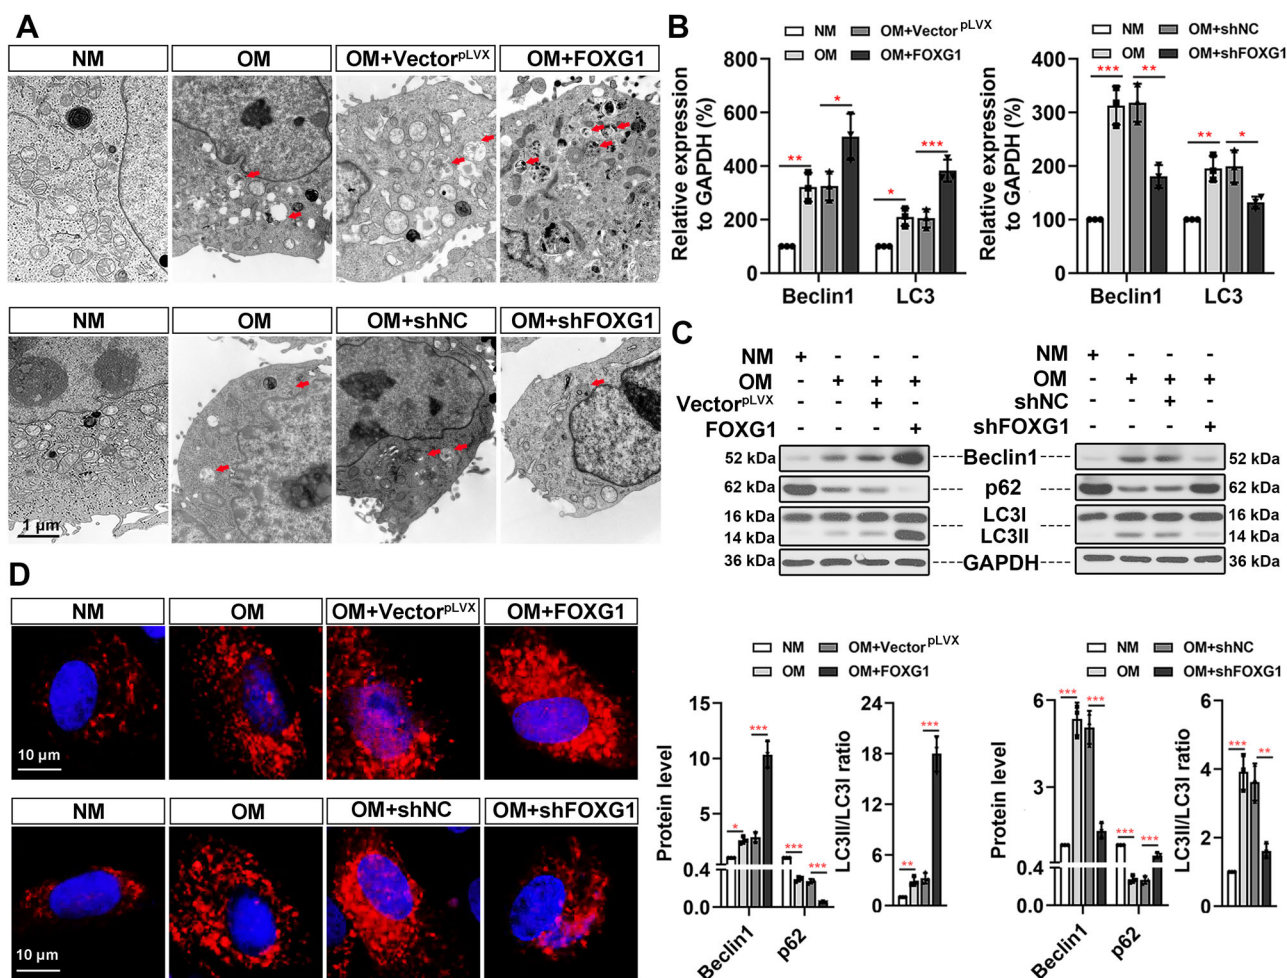 A
NM OM OM+Vector^pLVX OM+FOXG1
NM OM OM+shNC OM+shFOXG1
1 μm
B
NM OM+Vector^pLVX
OM OM+FOXG1
Relative expression
to GAPDH (%)
800
600
400
200
0
** * * ***
Beclin1 LC3
NM OM+shNC
OM OM+shFOXG1
Relative expression
to GAPDH (%)
400
300
200
100
0
*** ** ** *
Beclin1 LC3
C
NM + - - -
OM - + + +
Vector^pLVX - - + -
FOXG1 - - - +
NM + - - -
OM - + + +
shNC - - + -
shFOXG1 - - - +
52 kDa Beclin1 52 kDa
62 kDa p62 62 kDa
16 kDa LC3I 16 kDa
14 kDa LC3II 14 kDa
36 kDa GAPDH 36 kDa
NM OM+Vector^pLVX
OM OM+FOXG1
Protein level
15
10
5
0.4
0.0
* *** *** ***
Beclin1 p62
LC3II/LC3I ratio
24
18
12
6
0
** ***
NM OM+shNC
OM OM+shFOXG1
Protein level
6
3
0.4
0.0
*** *** *** ***
Beclin1 p62
LC3II/LC3I ratio
6
4
2
0
*** **
D
NM OM OM+Vector^pLVX OM+FOXG1
10 μm
NM OM OM+shNC OM+shFOXG1
10 μm